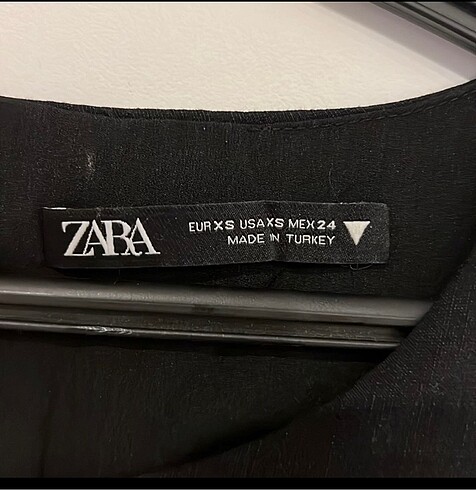 ZARA
EUR XS USA XS MEX 24
MADE IN TURKEY